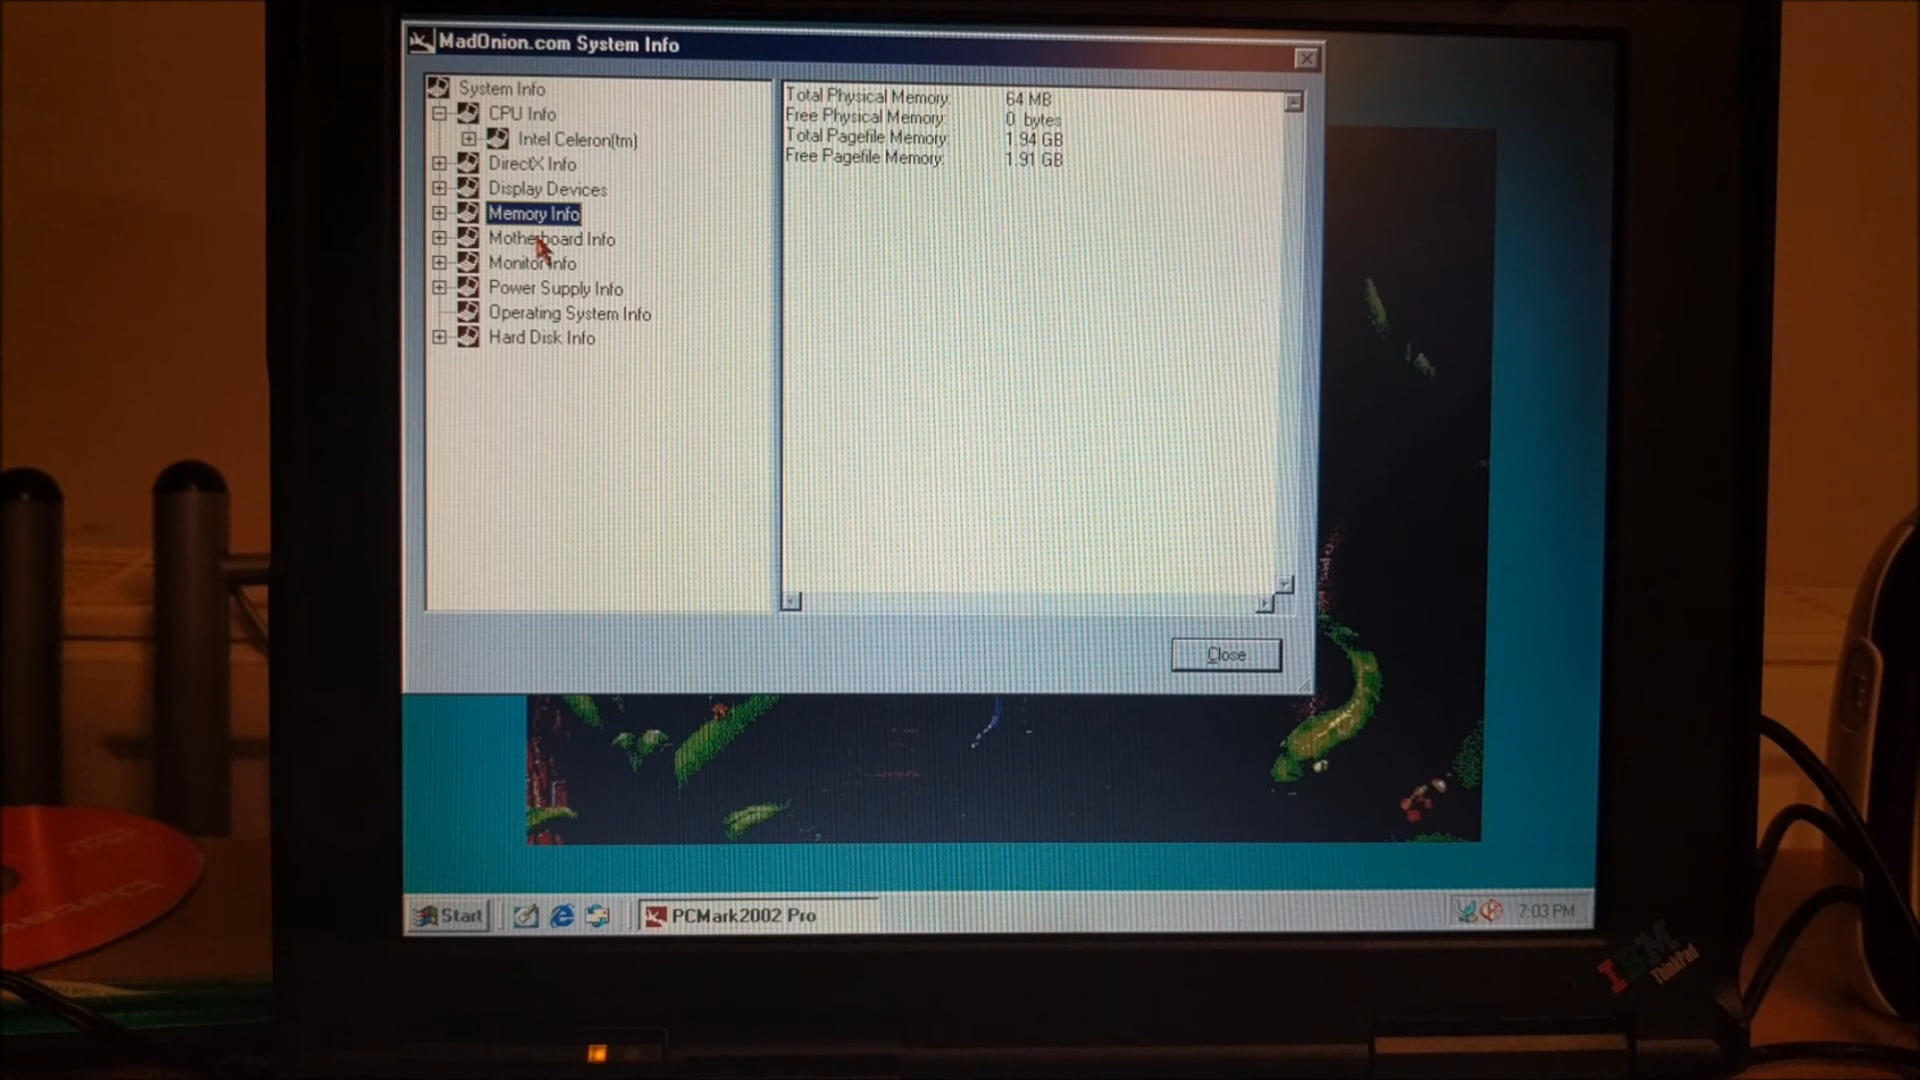 MadOnion.com System Info
System Info
CPU Info
Intel Celeron(tm)
DirectX Info
Display Devices
Memory Info
Motherboard Info
Monitor Info
Power Supply Info
Operating System Info
Hard Disk Info
Total Physical Memory: 64 MB
Free Physical Memory: 0 bytes
Total Pagefile Memory: 1.94 GB
Free Pagefile Memory: 1.91 GB
Close
Start
PCMark2002 Pro
7:03 PM
IBM
ThinkPad